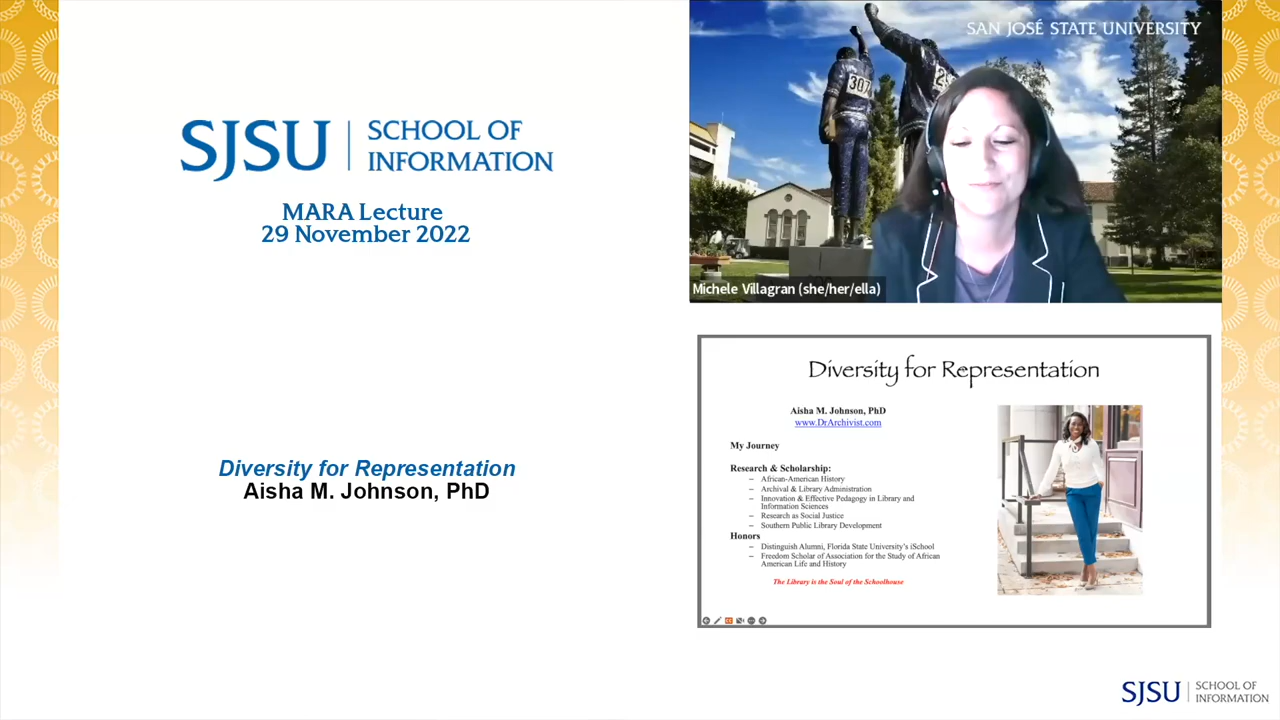 SJSU
SCHOOL OF
INFORMATION
MARA Lecture
29 November 2022
Diversity for Representation
Aisha M. Johnson, PhD
SAN JOSÉ STATE UNIVERSITY
307
Michele Villagran (she/her/ella)
Diversity for Representation
Aisha M. Johnson, PhD
www.DrArchivist.com
My Journey
Research & Scholarship:
– African-American History
– Archival & Library Administration
– Innovation & Effective Pedagogy in Library and
Information Sciences
– Research as Social Justice
– Southern Public Library Development
Honors
– Distinguish Alumni, Florida State University's iSchool
– Freedom Scholar of Association for the Study of African
American Life and History
The Library is the Soul of the Schoolhouse
SJSU
SCHOOL OF
INFORMATION